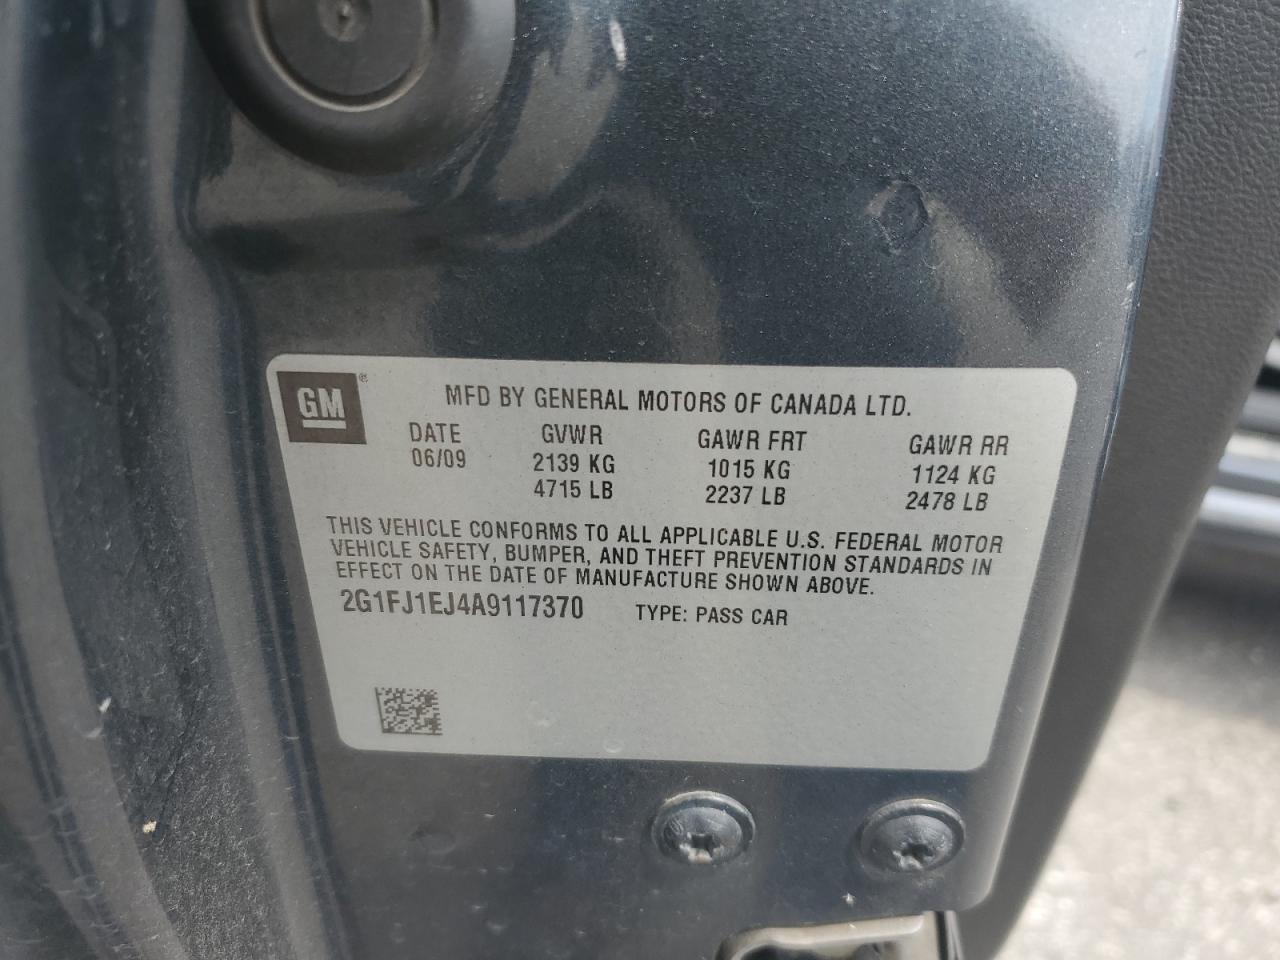 GM®
MFD BY GENERAL MOTORS OF CANADA LTD.
DATE GVWR GAWR FRT GAWR RR
06/09 2139 KG 1015 KG 1124 KG
4715 LB 2237 LB 2478 LB
THIS VEHICLE CONFORMS TO ALL APPLICABLE U.S. FEDERAL MOTOR
VEHICLE SAFETY, BUMPER, AND THEFT PREVENTION STANDARDS IN
EFFECT ON THE DATE OF MANUFACTURE SHOWN ABOVE.
2G1FJ1EJ4A9117370 TYPE: PASS CAR